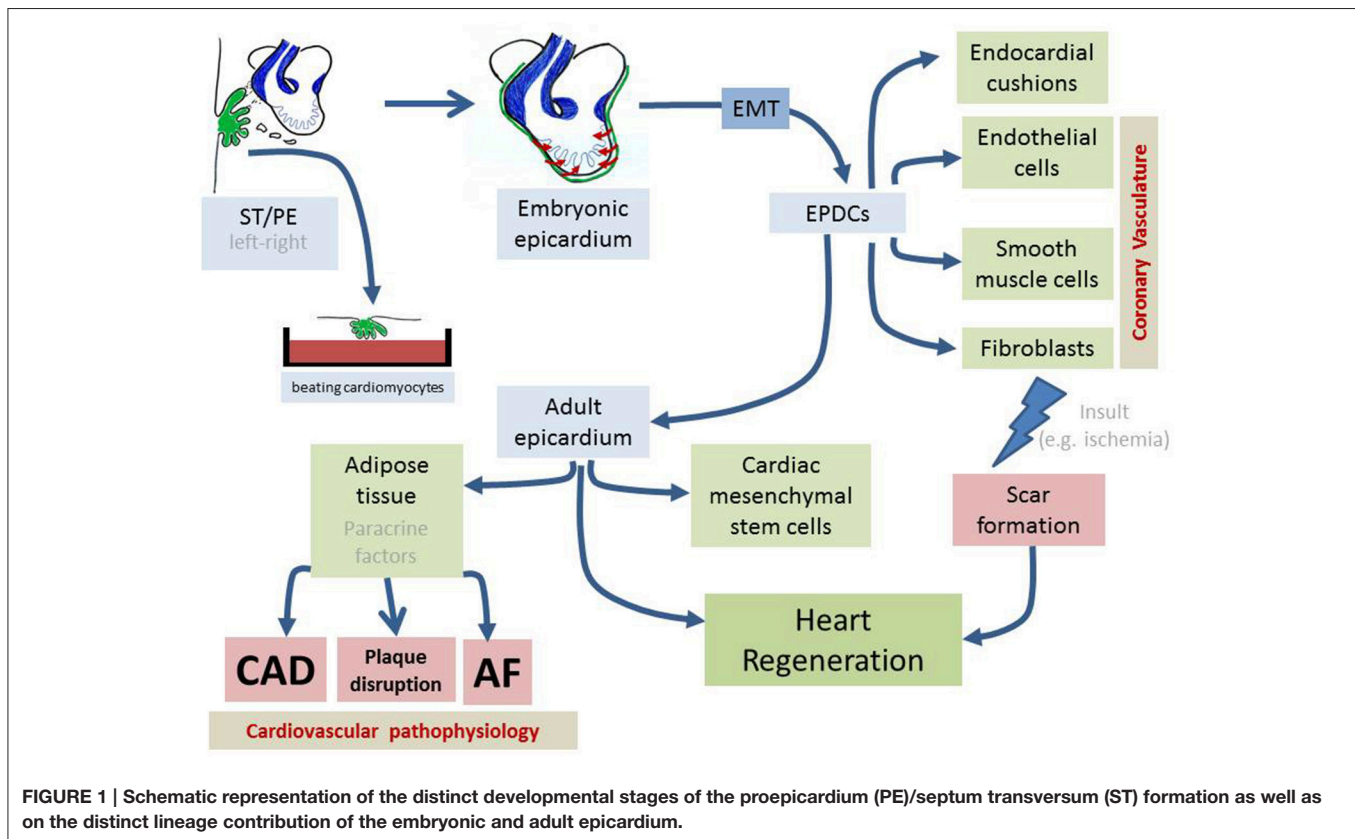 ST/PE
left-right
beating cardiomyocytes
Embryonic
epicardium
EMT
EPDCs
Endocardial
cushions
Endothelial
cells
Smooth
muscle cells
Fibroblasts
Coronary Vasculature
Insult
(e.g. ischemia)
Scar
formation
Adult
epicardium
Cardiac
mesenchymal
stem cells
Adipose
tissue
Paracrine
factors
Heart
Regeneration
CAD
Plaque
disruption
AF
Cardiovascular pathophysiology
FIGURE 1 | Schematic representation of the distinct developmental stages of the proepicardium (PE)/septum transversum (ST) formation as well as
on the distinct lineage contribution of the embryonic and adult epicardium.